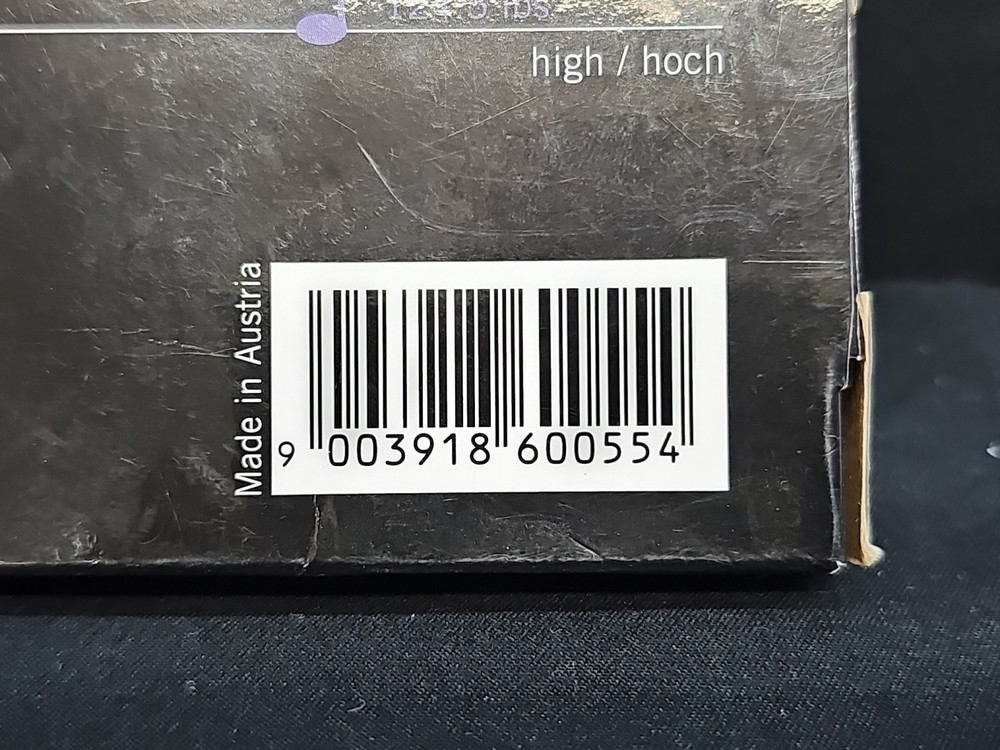 high / hoch
Made in Austria
9 003918 600554